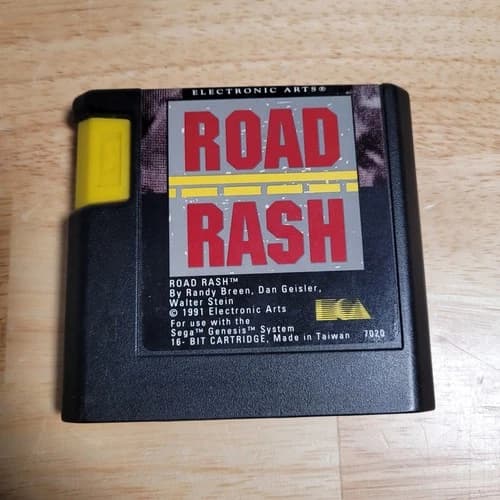 ELECTRONIC ARTS®
ROAD
RASH
ROAD RASH™
By Randy Breen, Dan Geisler,
Walter Stein
© 1991 Electronic Arts
For use with the
Sega™ Genesis™ System
16- BIT CARTRIDGE, Made in Taiwan 7020
EA